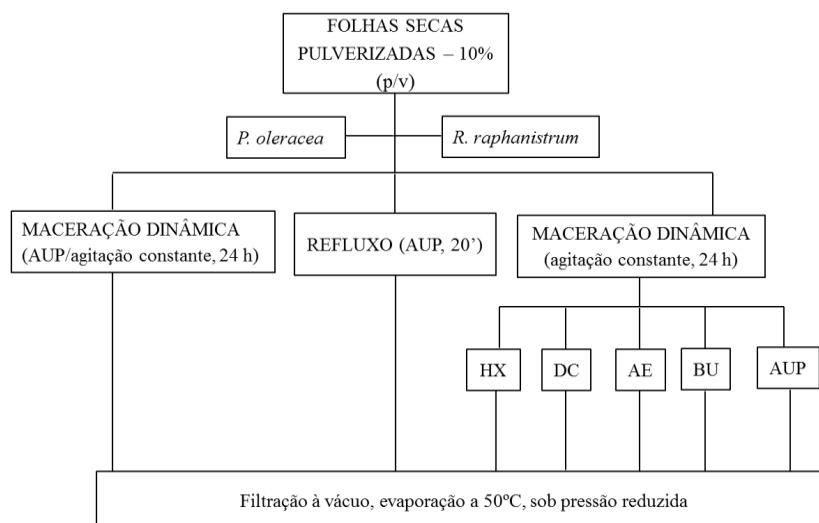 FOLHAS SECAS
PULVERIZADAS – 10%
(p/v)
P. oleracea
R. raphanistrum
MACERAÇÃO DINÂMICA
(AUP/agitação constante, 24 h)
REFLUXO (AUP, 20’)
MACERAÇÃO DINÂMICA
(agitação constante, 24 h)
HX
DC
AE
BU
AUP
Filtração à vácuo, evaporação a 50ºC, sob pressão reduzida